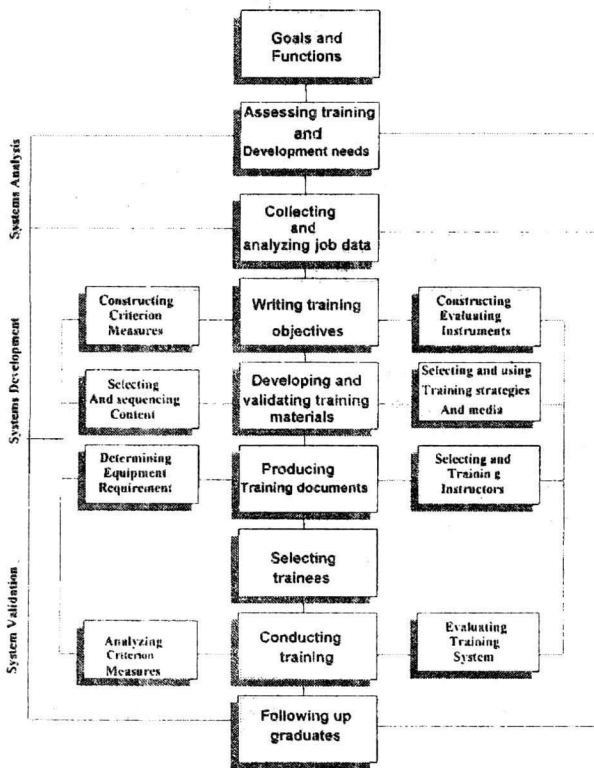 Goals and
Functions
Assessing training
and
Development needs
Systems Analysis
Collecting
and
analyzing job data
Constructing
Criterion
Measures
Writing training
objectives
Constructing
Evaluating
Instruments
Systems Development
Selecting
And sequencing
Content
Developing and
validating training
materials
Selecting and using
Training strategies
And media
Determining
Equipment
Requirement
Producing
Training documents
Selecting and
Training
Instructors
Selecting
trainees
System Validation
Analyzing
Criterion
Measures
Conducting
training
Evaluating
Training
System
Following up
graduates